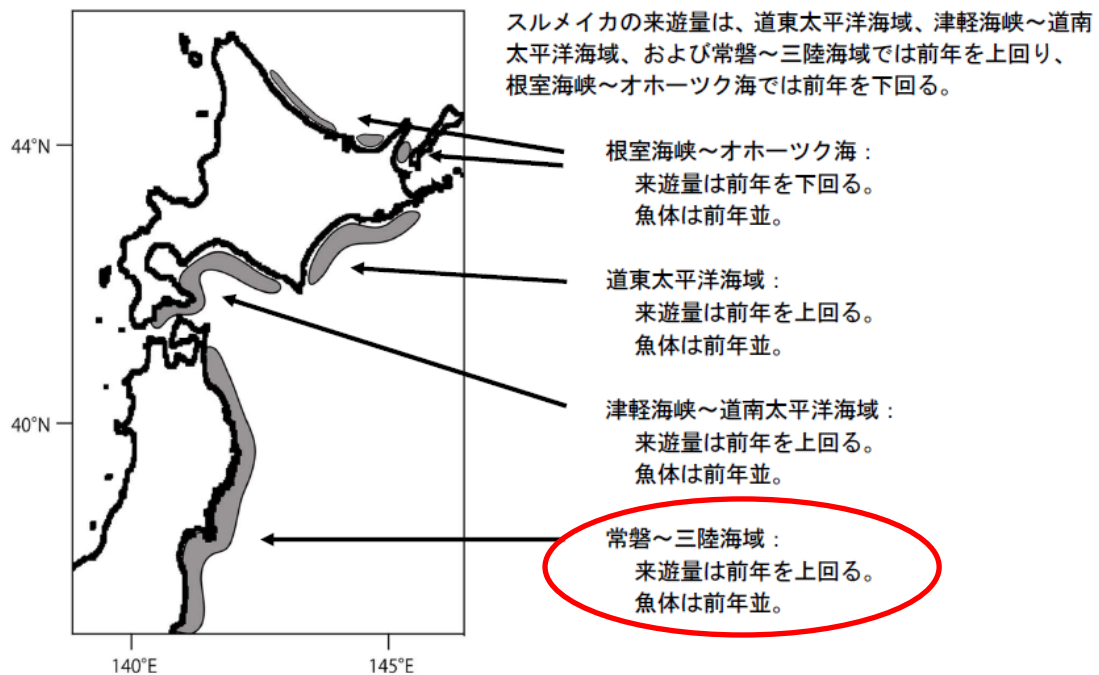 スルメイカの来遊量は、道東太平洋海域、津軽海峡～道南
太平洋海域、および常磐～三陸海域では前年を上回り、
根室海峡～オホーツク海では前年を下回る。
44°N
根室海峡～オホーツク海：
来遊量は前年を下回る。
魚体は前年並。
道東太平洋海域：
来遊量は前年を上回る。
魚体は前年並。
40°N
津軽海峡～道南太平洋海域：
来遊量は前年を上回る。
魚体は前年並。
常磐～三陸海域：
来遊量は前年を上回る。
魚体は前年並。
140°E
145°E